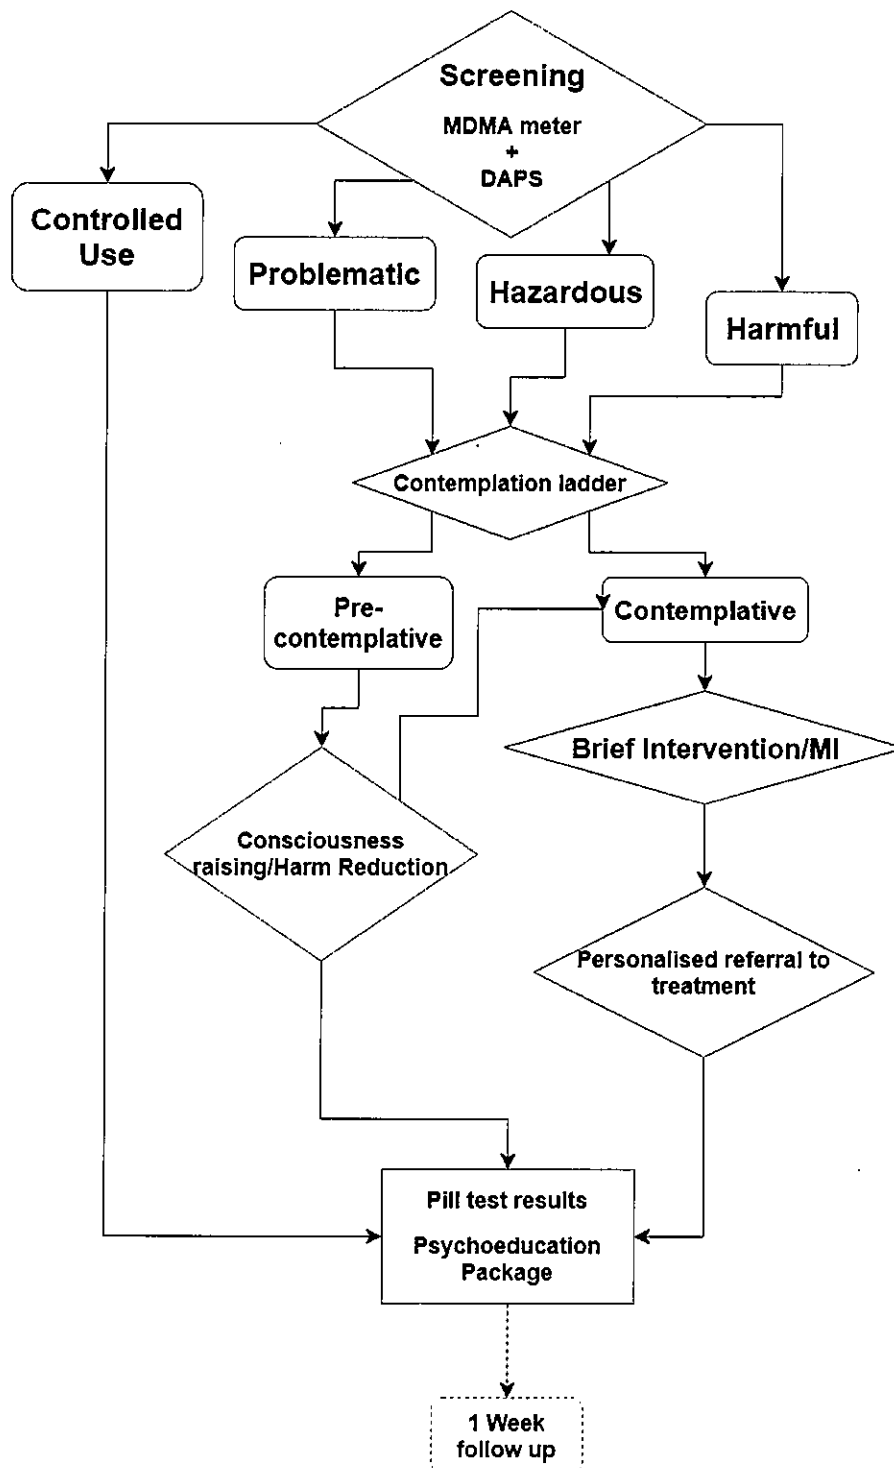 Screening
MDMA meter
+
DAPS
Controlled
Use
Problematic
Hazardous
Harmful
Contemplation ladder
Pre-
contemplative
Contemplative
Brief Intervention/MI
Consciousness
raising/Harm Reduction
Personalised referral to
treatment
Pill test results
Psychoeducation
Package
1 Week
follow up